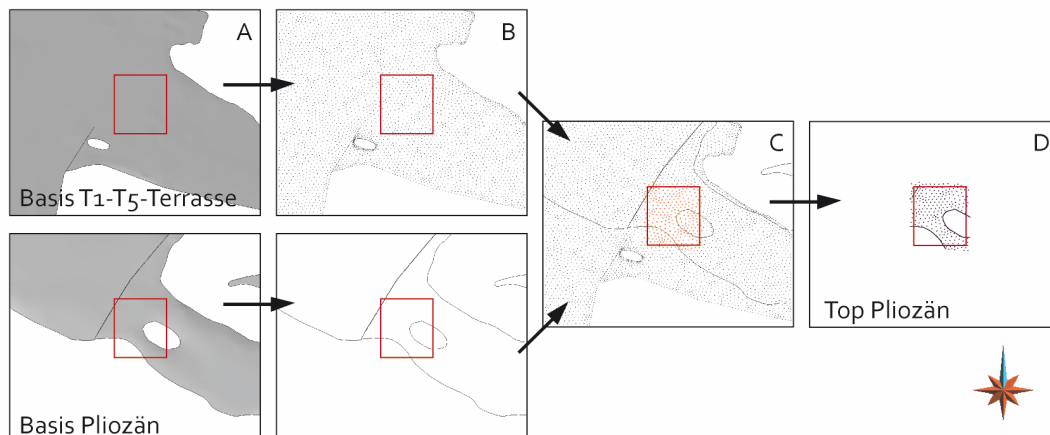 A
B
Basis T1-T5-Terrasse
C
D
Top Pliozän
Basis Pliozän